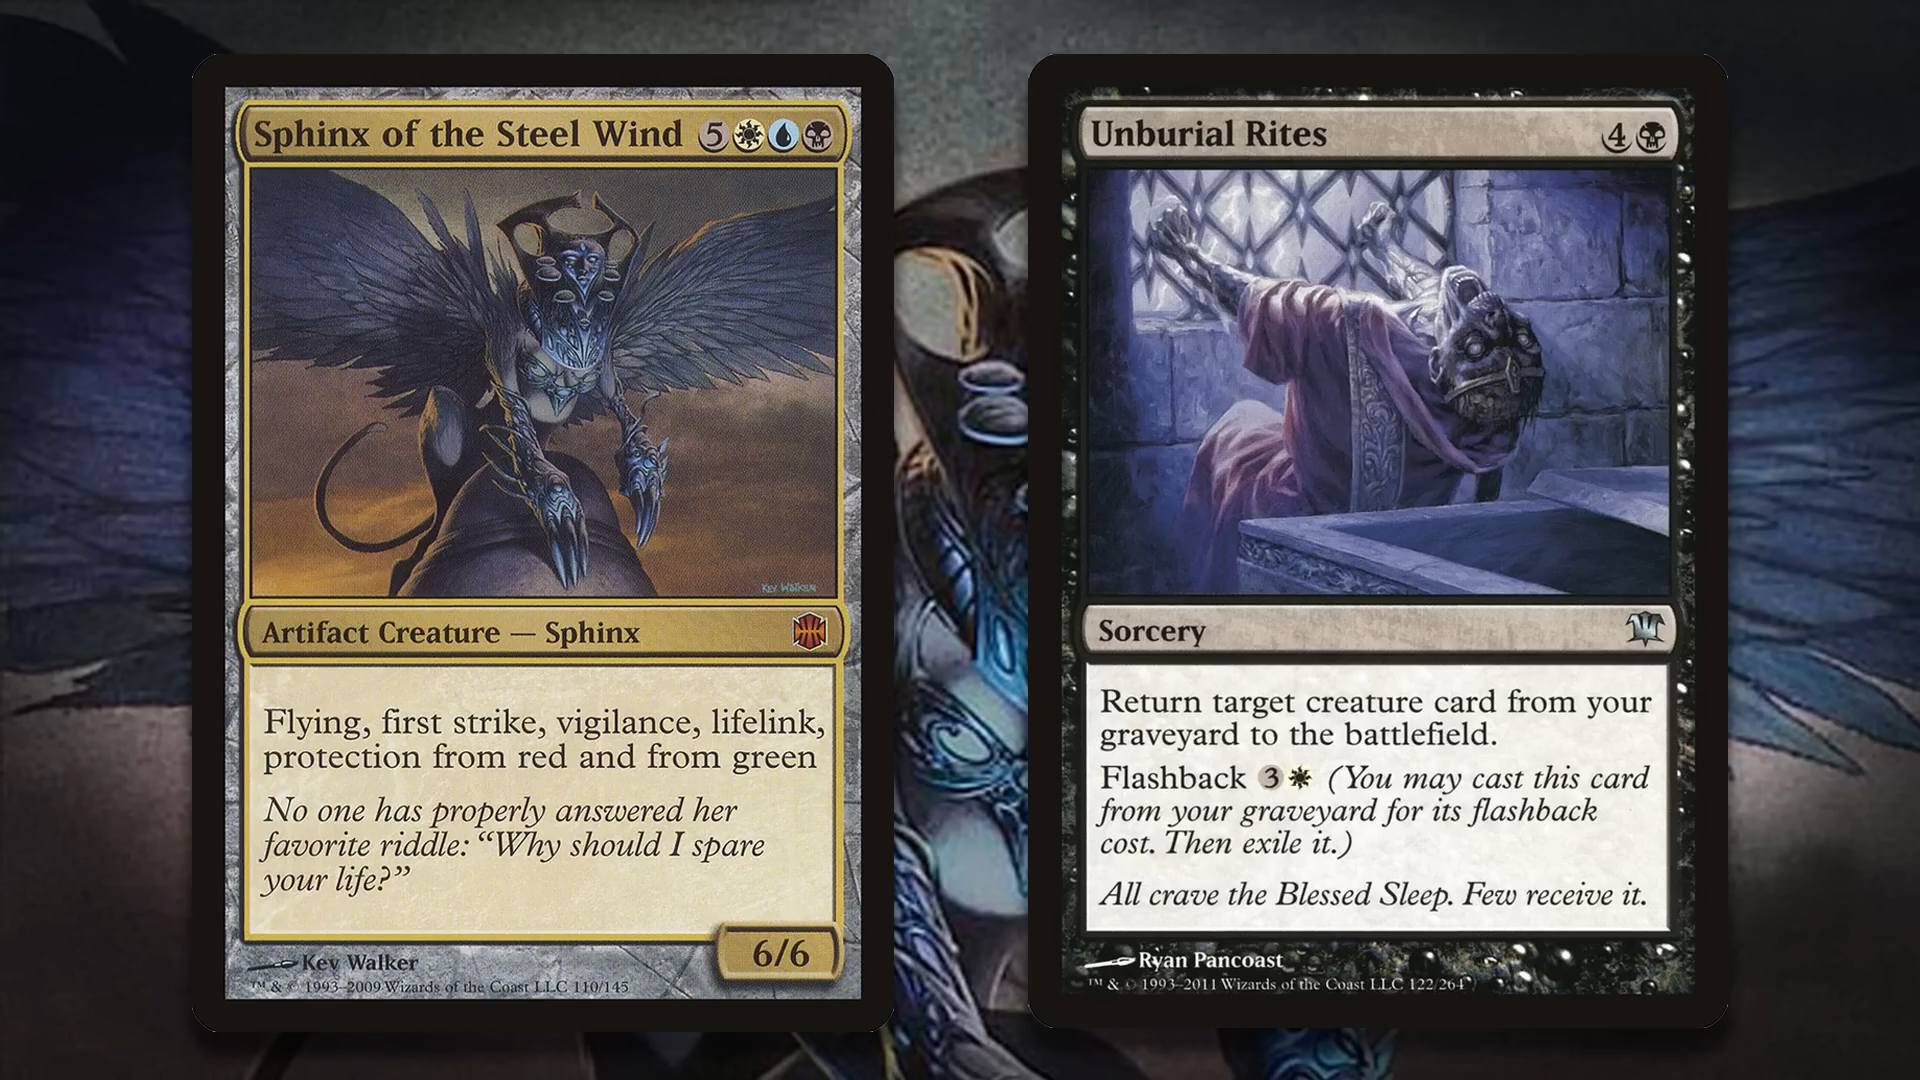 Sphinx of the Steel Wind 5
KEV WALKER
Artifact Creature — Sphinx
Flying, first strike, vigilance, lifelink,
protection from red and from green
No one has properly answered her
favorite riddle: “Why should I spare
your life?”
6/6
Kev Walker
™ & © 1993–2009 Wizards of the Coast LLC 110/145
Unburial Rites 4
Sorcery
Return target creature card from your
graveyard to the battlefield.
Flashback 3 (You may cast this card
from your graveyard for its flashback
cost. Then exile it.)
All crave the Blessed Sleep. Few receive it.
Ryan Pancoast
™ & © 1993–2011 Wizards of the Coast LLC 122/264